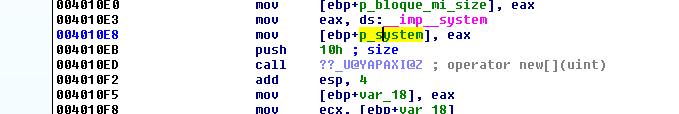 004010E0 mov [ebp+p_bloque_mi_size], eax
004010E3 mov eax, ds:__imp__system
004010E8 mov [ebp+p_system], eax
004010EB push 10h ; size
004010ED call ??_U@YAPAXI@Z ; operator new[](uint)
004010F2 add esp, 4
004010F5 mov [ebp+var_18], eax
004010F8 mov ecx, [ebp+var_18]